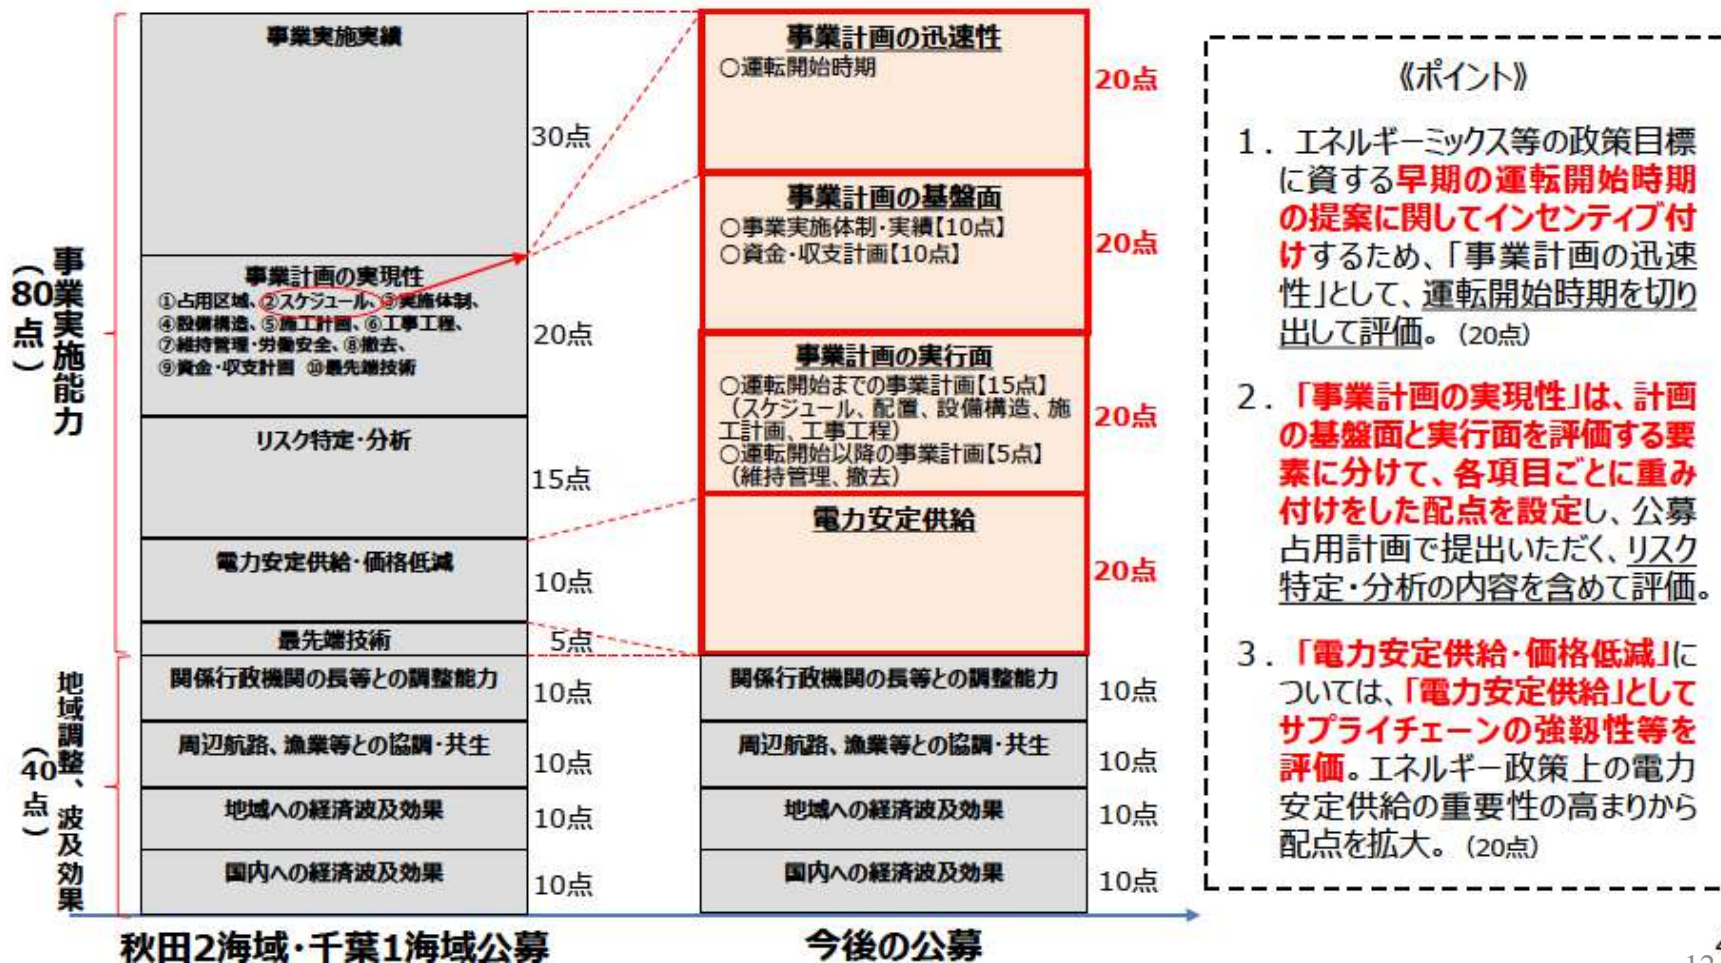 事業実施能力
(80点)
地域調整、波及効果
(40点)
事業実施実績
30点
事業計画の実現性
①占用区域、②スケジュール、③実施体制、
④設備構造、⑤施工計画、⑥工事工程、
⑦維持管理・労働安全、⑧撤去、
⑨資金・収支計画 ⑩最先端技術
20点
リスク特定・分析
15点
電力安定供給・価格低減
10点
最先端技術
5点
関係行政機関の長等との調整能力
10点
周辺航路、漁業等との協調・共生
10点
地域への経済波及効果
10点
国内への経済波及効果
10点
秋田2海域・千葉1海域公募
事業計画の迅速性
○運転開始時期
20点
事業計画の基盤面
○事業実施体制・実績【10点】
○資金・収支計画【10点】
20点
事業計画の実行面
○運転開始までの事業計画【15点】
(スケジュール、配置、設備構造、施
工計画、工事工程)
○運転開始以降の事業計画【5点】
(維持管理、撤去)
20点
電力安定供給
20点
関係行政機関の長等との調整能力
10点
周辺航路、漁業等との協調・共生
10点
地域への経済波及効果
10点
国内への経済波及効果
10点
今後の公募
《ポイント》
1. エネルギーミックス等の政策目標
に資する早期の運転開始時期
の提案に関してインセンティブ付
けするため、「事業計画の迅速
性」として、運転開始時期を切り
出して評価。(20点)
2. 「事業計画の実現性」は、計画
の基盤面と実行面を評価する要
素に分けて、各項目ごとに重み
付けをした配点を設定し、公募
占用計画で提出いただく、リスク
特定・分析の内容を含めて評価。
3. 「電力安定供給・価格低減」に
ついては、「電力安定供給」として
サプライチェーンの強靱性等を
評価。エネルギー政策上の電力
安定供給の重要性の高まりから
配点を拡大。(20点)
12